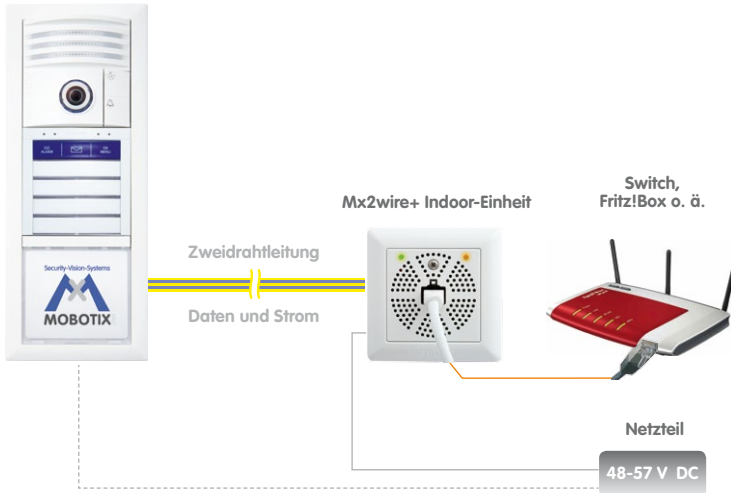 Security-Vision-Systems
MOBOTIX
Zweidrahtleitung
Daten und Strom
Mx2wire+ Indoor-Einheit
Switch,
Fritz!Box o. ä.
Netzteil
48-57 V DC